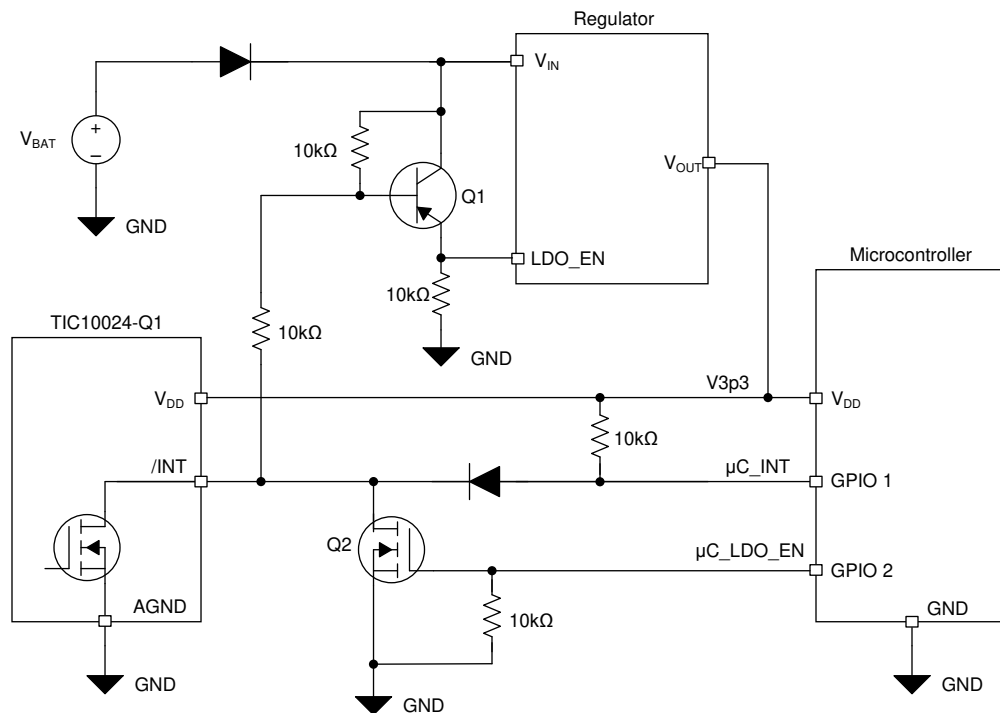 Regulator
V_IN
V_BAT
+
−
GND
10kΩ
Q1
V_OUT
LDO_EN
10kΩ
GND
Microcontroller
TIC10024-Q1
10kΩ
V_DD
V3p3
V_DD
10kΩ
/INT
µC_INT
GPIO 1
Q2
µC_LDO_EN
GPIO 2
10kΩ
AGND
GND
GND
GND
GND